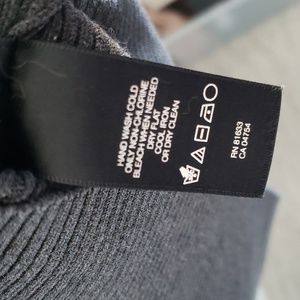 HAND WASH COLD
ONLY NON-CHLORINE
BLEACH WHEN NEEDED
DRY FLAT
COOL IRON
OR DRY CLEAN
RN 81633
CA 04754